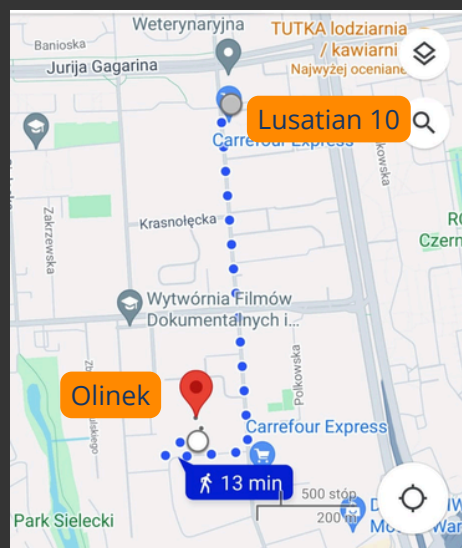 Weterynaryjna
TUTKA lodziarnia
/ kawiarni
Najwyżej oceniane
Banioska
Jurija Gagarina
Lusatian 10
Carrefour Express
Krasnołęcka
Zakrzewska
Wytwórnia Filmów
Dokumentalnych i...
Czern
Olinek
Polkowska
Carrefour Express
13 min
500 stóp
200 m
Park Sielecki